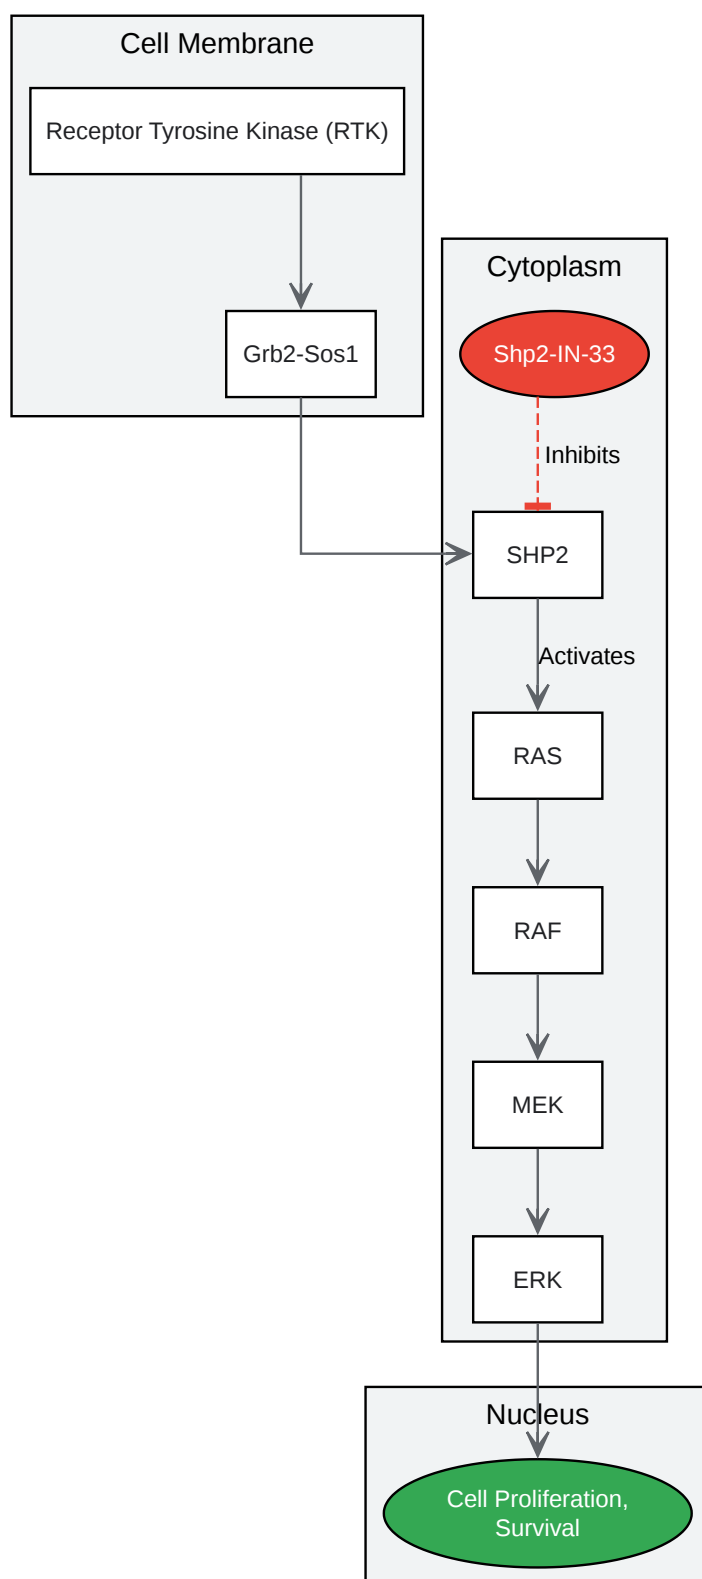 Cell Membrane
Receptor Tyrosine Kinase (RTK)
Grb2-Sos1
Cytoplasm
Shp2-IN-33
Inhibits
SHP2
Activates
RAS
RAF
MEK
ERK
Nucleus
Cell Proliferation,
Survival